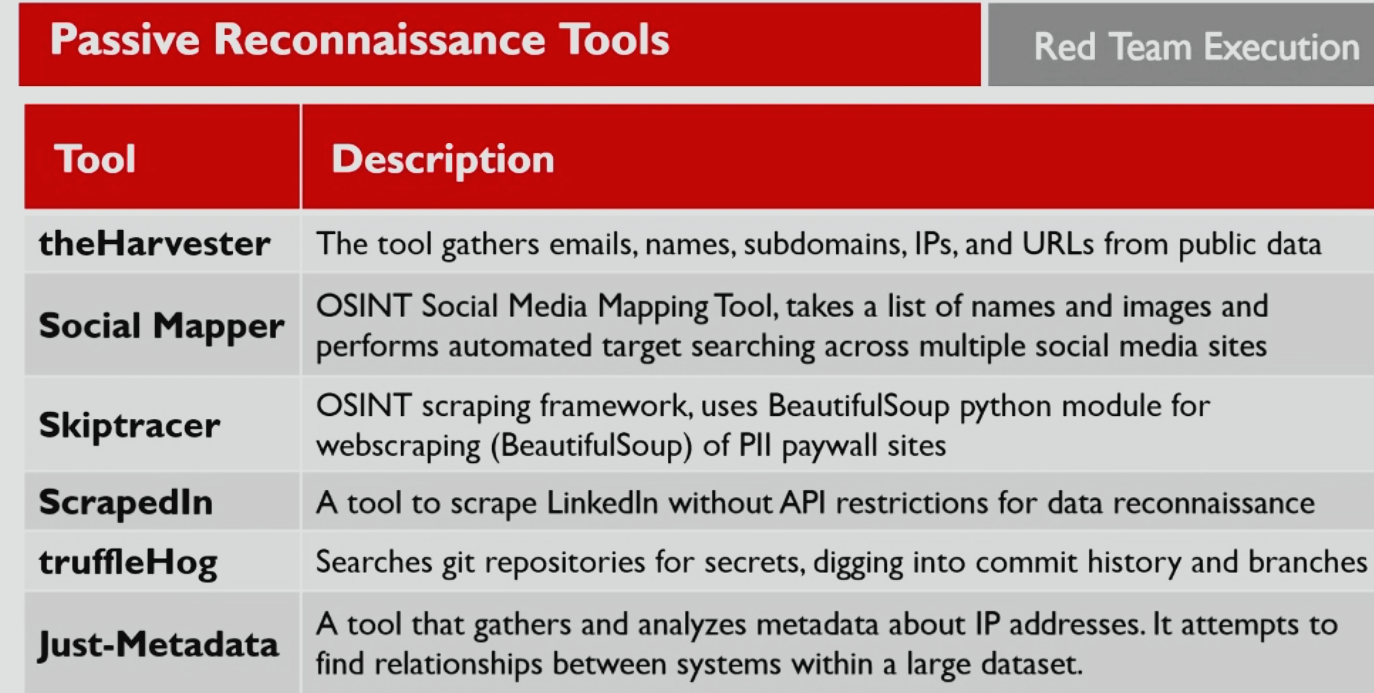 Passive Reconnaissance Tools
Red Team Execution
Tool
Description
theHarvester
The tool gathers emails, names, subdomains, IPs, and URLs from public data
Social Mapper
OSINT Social Media Mapping Tool, takes a list of names and images and
performs automated target searching across multiple social media sites
Skiptracer
OSINT scraping framework, uses BeautifulSoup python module for
webscraping (BeautifulSoup) of PII paywall sites
ScrapedIn
A tool to scrape LinkedIn without API restrictions for data reconnaissance
truffleHog
Searches git repositories for secrets, digging into commit history and branches
Just-Metadata
A tool that gathers and analyzes metadata about IP addresses. It attempts to
find relationships between systems within a large dataset.